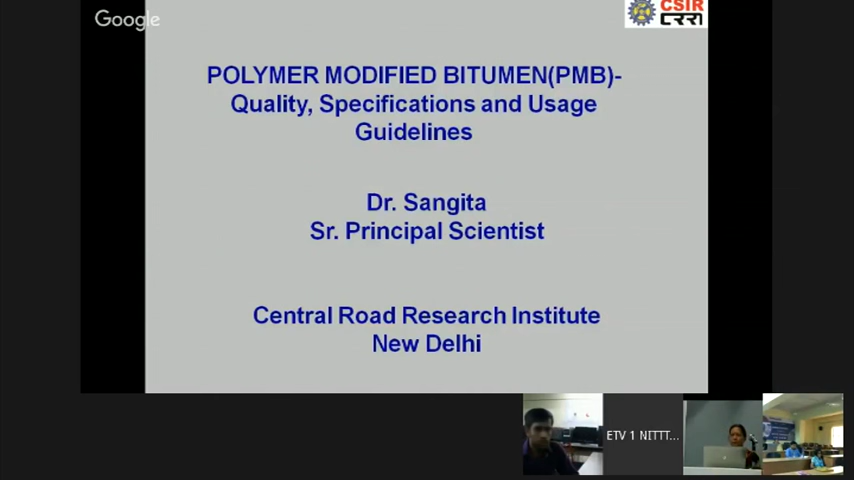 Google
CSIR
POLYMER MODIFIED BITUMEN(PMB)-
Quality, Specifications and Usage
Guidelines
Dr. Sangita
Sr. Principal Scientist
Central Road Research Institute
New Delhi
ETV 1 NITTT...